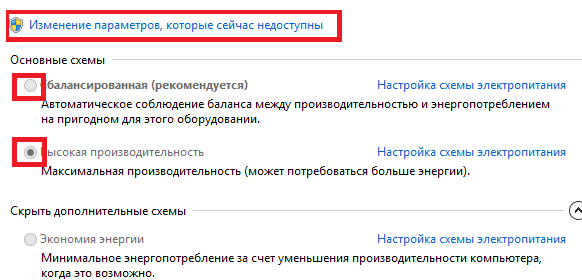 Изменение параметров, которые сейчас недоступны
Основные схемы
балансированная (рекомендуется)
Настройка схемы электропитания
Автоматическое соблюдение баланса между производительностью и энергопотреблением
на пригодном для этого оборудовании.
ысокая производительность
Настройка схемы электропитания
Максимальная производительность (может потребоваться больше энергии).
Скрыть дополнительные схемы
Экономия энергии
Настройка схемы электропитания
Минимальное энергопотребление за счет уменьшения производительности компьютера,
когда это возможно.